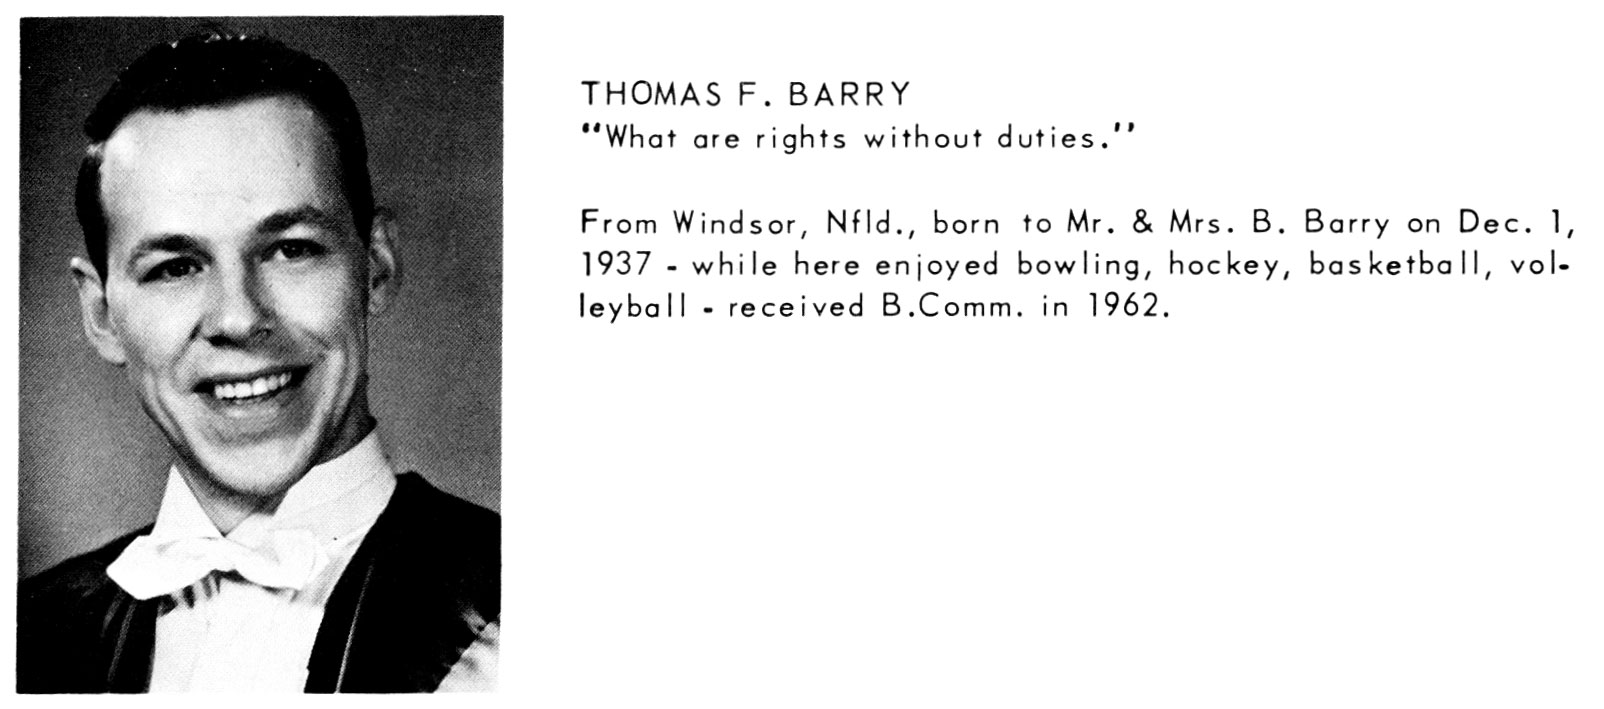 THOMAS F. BARRY
"What are rights without duties."
From Windsor, Nfld., born to Mr. & Mrs. B. Barry on Dec. 1,
1937 - while here enjoyed bowling, hockey, basketball, vol-
leyball - received B.Comm. in 1962.